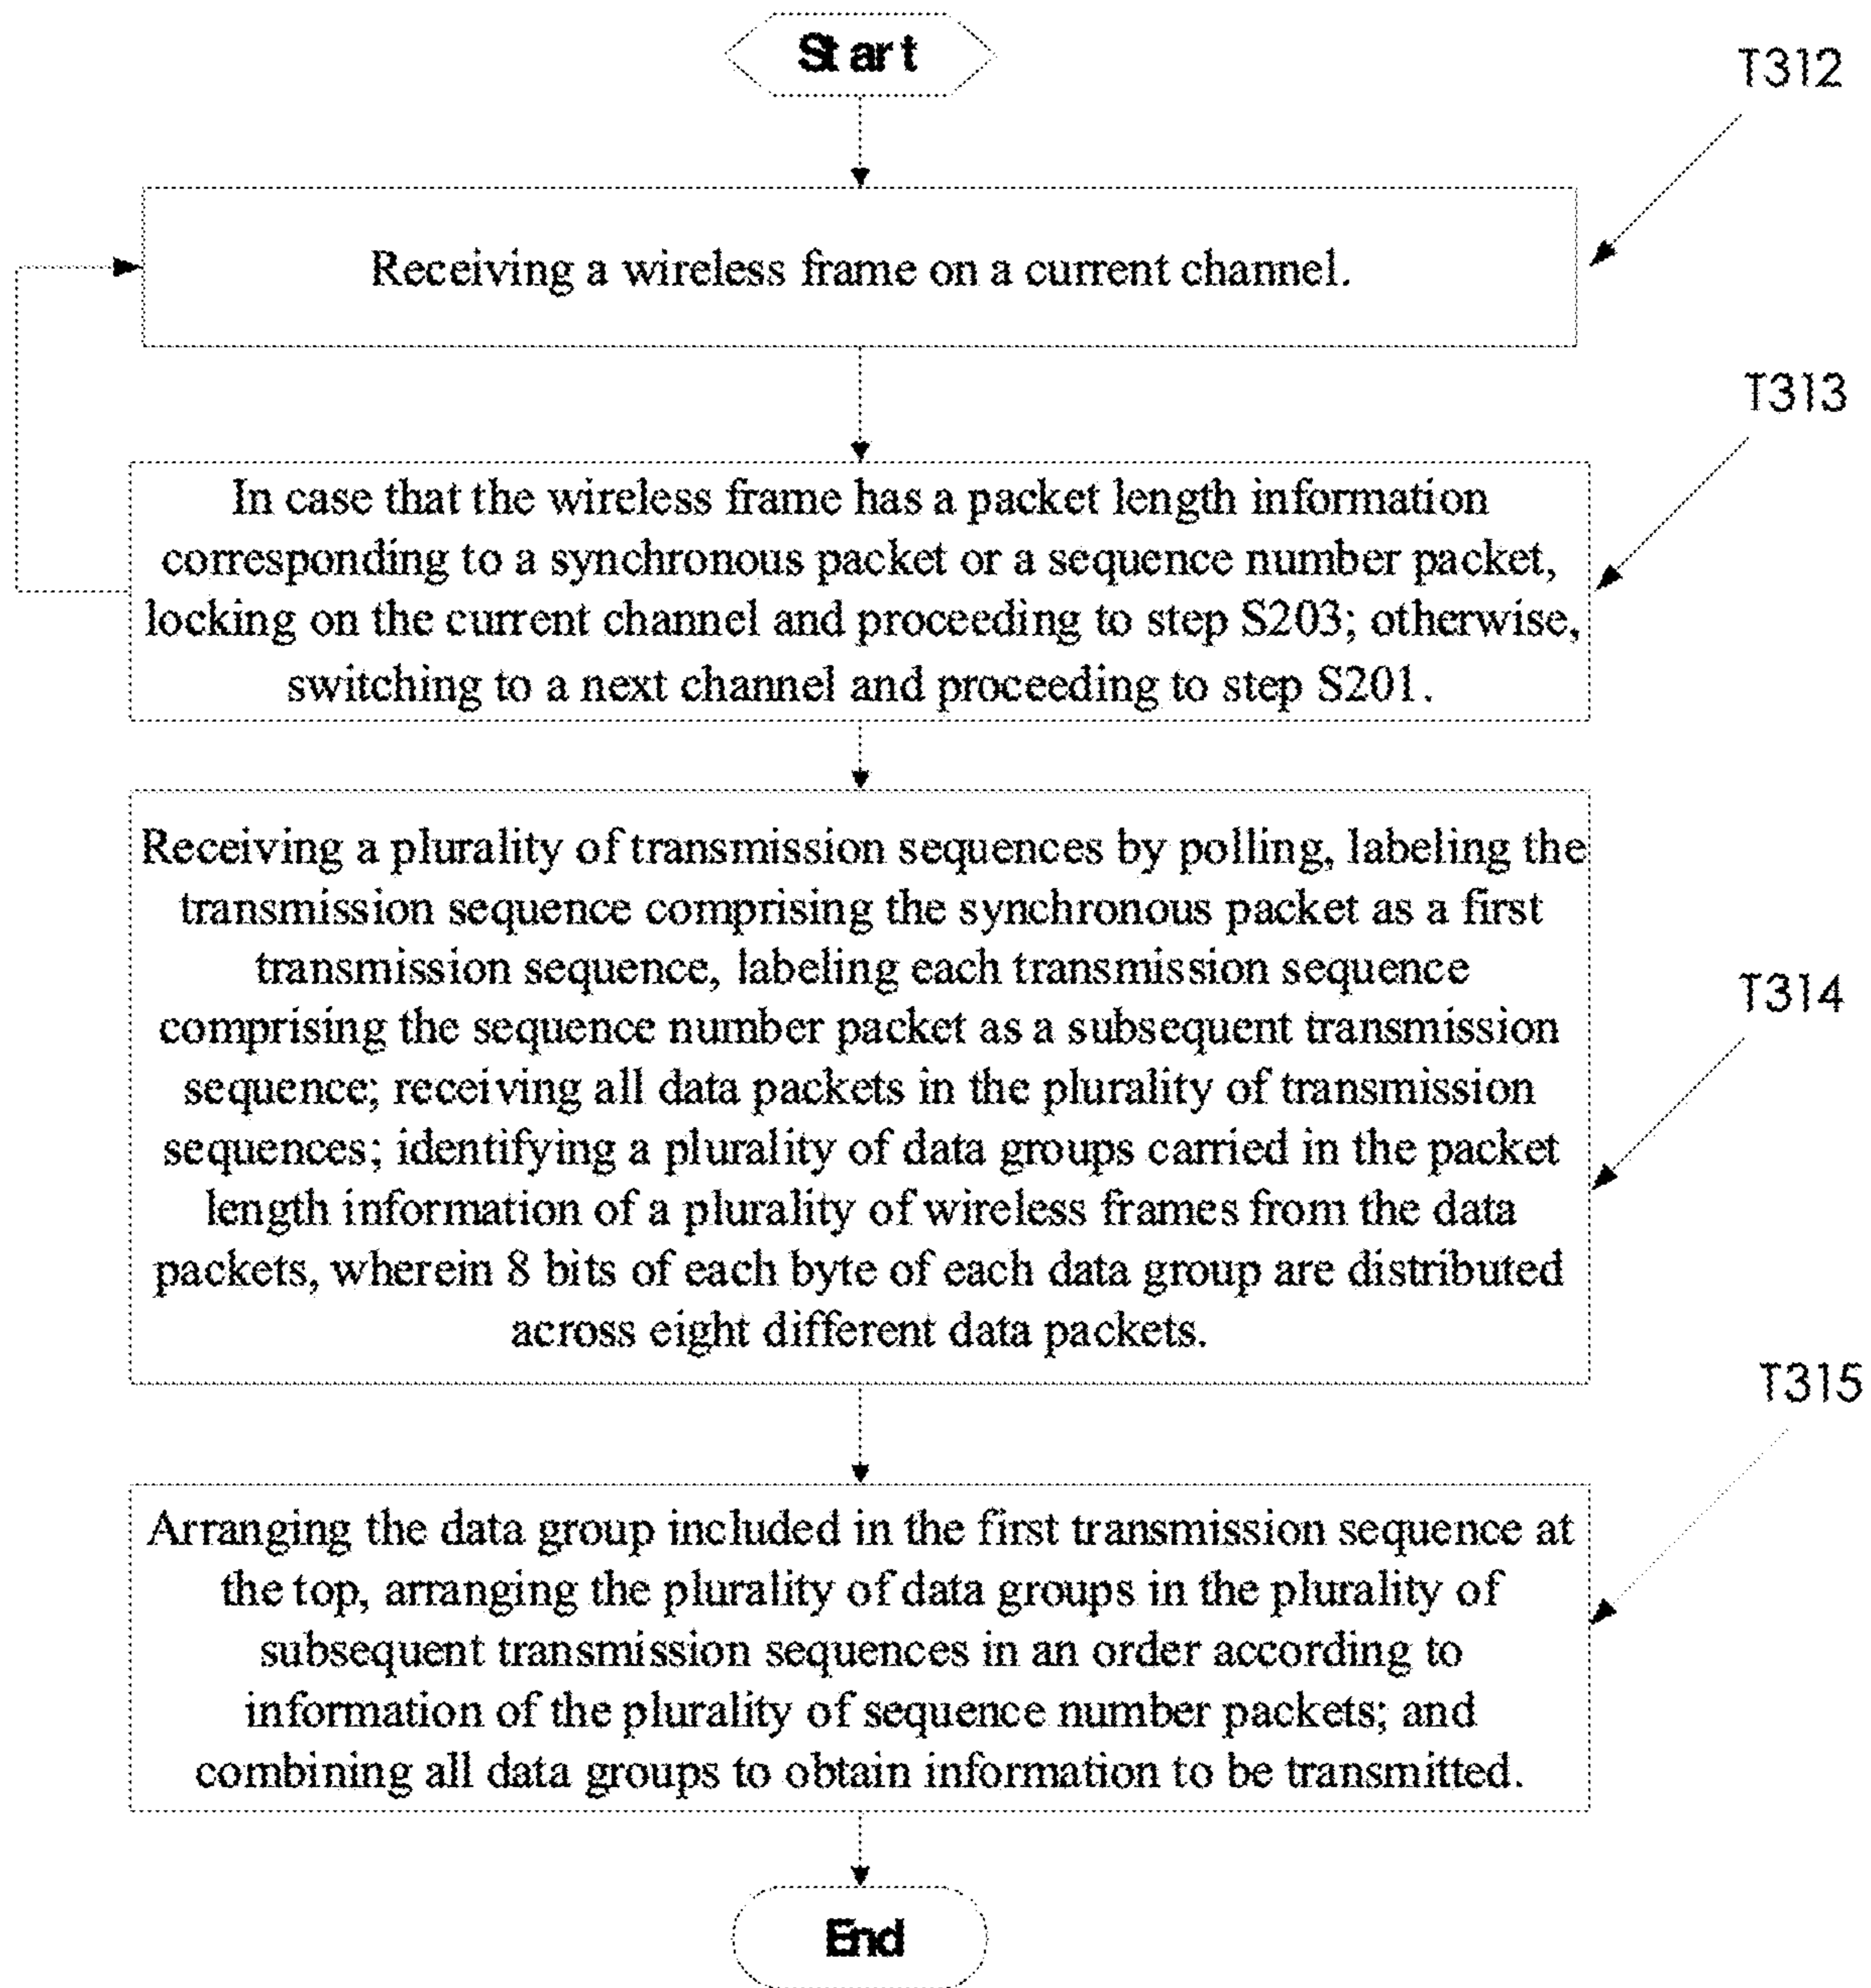 Start
T312
Receiving a wireless frame on a current channel.
T313
In case that the wireless frame has a packet length information
corresponding to a synchronous packet or a sequence number packet,
locking on the current channel and proceeding to step S203; otherwise,
switching to a next channel and proceeding to step S201.
Receiving a plurality of transmission sequences by polling, labeling the
transmission sequence comprising the synchronous packet as a first
transmission sequence, labeling each transmission sequence
comprising the sequence number packet as a subsequent transmission
sequence; receiving all data packets in the plurality of transmission
sequences; identifying a plurality of data groups carried in the packet
length information of a plurality of wireless frames from the data
packets, wherein 8 bits of each byte of each data group are distributed
across eight different data packets.
T314
T315
Arranging the data group included in the first transmission sequence at
the top, arranging the plurality of data groups in the plurality of
subsequent transmission sequences in an order according to
information of the plurality of sequence number packets; and
combining all data groups to obtain information to be transmitted.
End